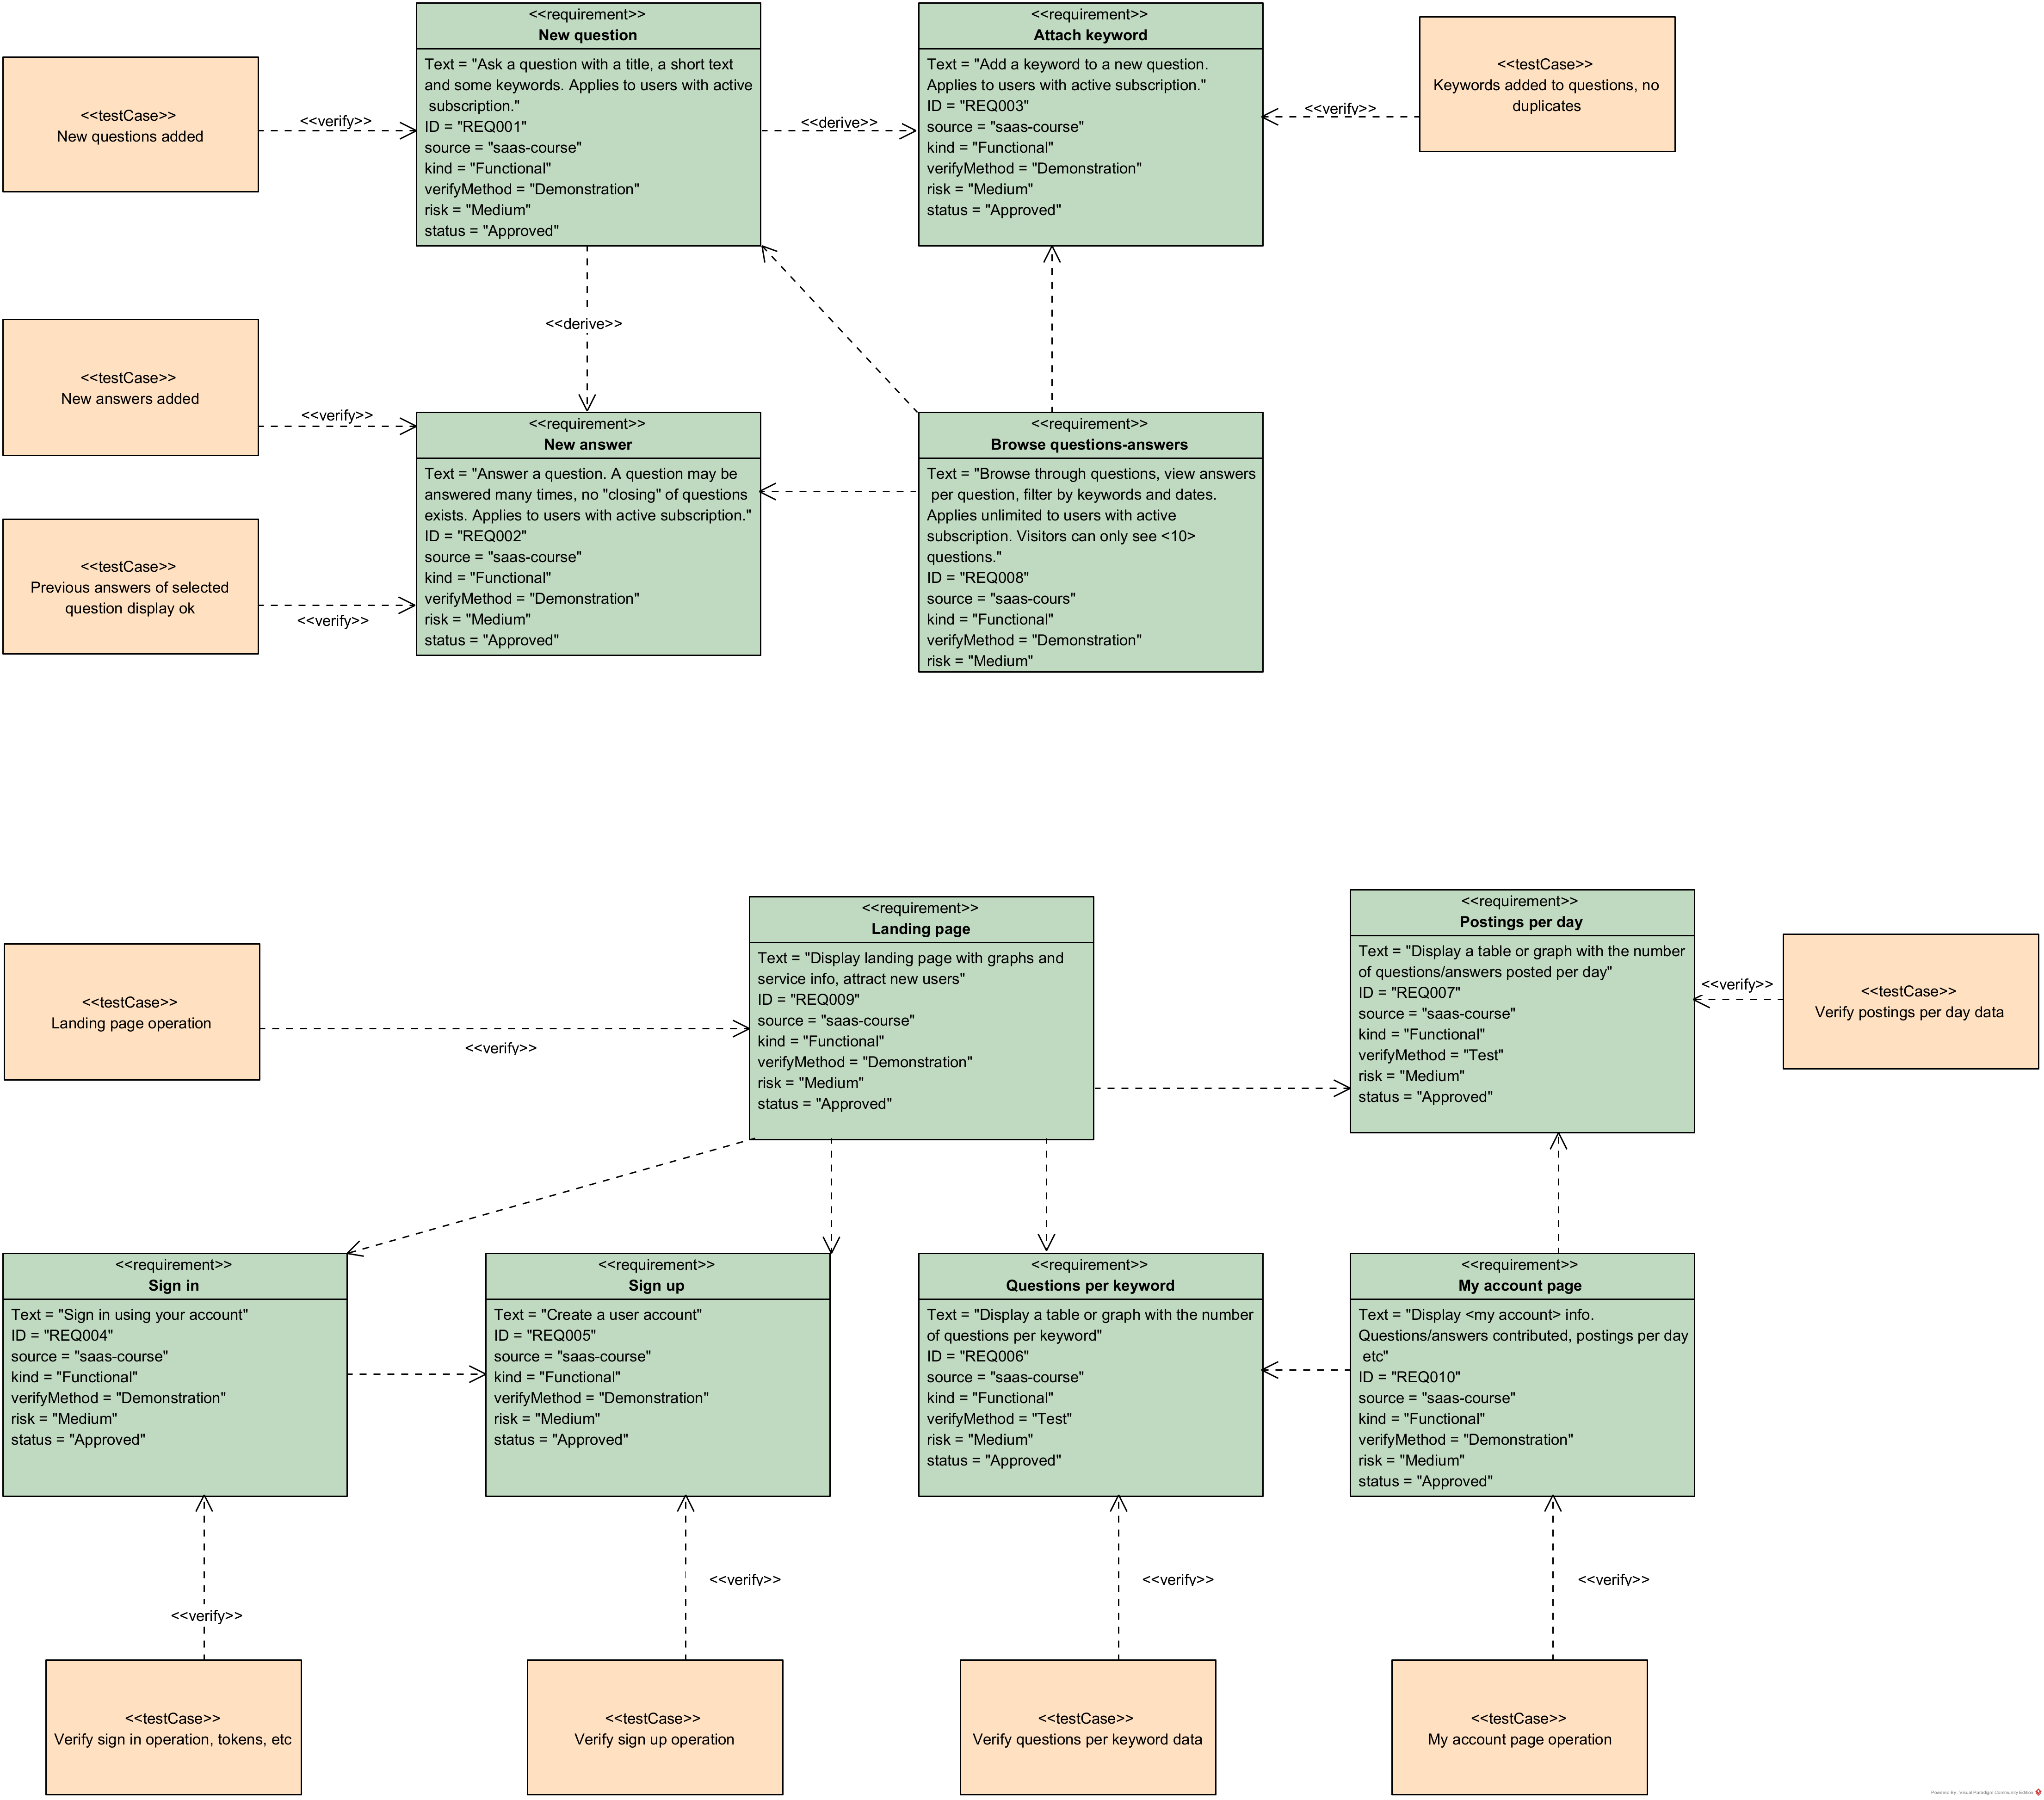 <<requirement>>
New question
Text = "Ask a question with a title, a short text
and some keywords. Applies to users with active
subscription."
ID = "REQ001"
source = "saas-course"
kind = "Functional"
verifyMethod = "Demonstration"
risk = "Medium"
status = "Approved"
<<requirement>>
Attach keyword
Text = "Add a keyword to a new question.
Applies to users with active subscription."
ID = "REQ003"
source = "saas-course"
kind = "Functional"
verifyMethod = "Demonstration"
risk = "Medium"
status = "Approved"
<<testCase>>
Keywords added to questions, no
duplicates
<<testCase>>
New questions added
<<verify>>
<<derive>>
<<verify>>
<<derive>>
<<testCase>>
New answers added
<<verify>>
<<requirement>>
New answer
Text = "Answer a question. A question may be
answered many times, no "closing" of questions
exists. Applies to users with active subscription."
ID = "REQ002"
source = "saas-course"
kind = "Functional"
verifyMethod = "Demonstration"
risk = "Medium"
status = "Approved"
<<requirement>>
Browse questions-answers
Text = "Browse through questions, view answers
per question, filter by keywords and dates.
Applies unlimited to users with active
subscription. Visitors can only see <10>
questions."
ID = "REQ008"
source = "saas-cours"
kind = "Functional"
verifyMethod = "Demonstration"
risk = "Medium"
<<testCase>>
Previous answers of selected
question display ok
<<verify>>
<<requirement>>
Landing page
Text = "Display landing page with graphs and
service info, attract new users"
ID = "REQ009"
source = "saas-course"
kind = "Functional"
verifyMethod = "Demonstration"
risk = "Medium"
status = "Approved"
<<requirement>>
Postings per day
Text = "Display a table or graph with the number
of questions/answers posted per day"
ID = "REQ007"
source = "saas-course"
kind = "Functional"
verifyMethod = "Test"
risk = "Medium"
status = "Approved"
<<testCase>>
Landing page operation
<<verify>>
<<verify>>
<<testCase>>
Verify postings per day data
<<requirement>>
Sign in
Text = "Sign in using your account"
ID = "REQ004"
source = "saas-course"
kind = "Functional"
verifyMethod = "Demonstration"
risk = "Medium"
status = "Approved"
<<requirement>>
Sign up
Text = "Create a user account"
ID = "REQ005"
source = "saas-course"
kind = "Functional"
verifyMethod = "Demonstration"
risk = "Medium"
status = "Approved"
<<requirement>>
Questions per keyword
Text = "Display a table or graph with the number
of questions per keyword"
ID = "REQ006"
source = "saas-course"
kind = "Functional"
verifyMethod = "Test"
risk = "Medium"
status = "Approved"
<<requirement>>
My account page
Text = "Display <my account> info.
Questions/answers contributed, postings per day
etc"
ID = "REQ010"
source = "saas-course"
kind = "Functional"
verifyMethod = "Demonstration"
risk = "Medium"
status = "Approved"
<<verify>>
<<verify>>
<<verify>>
<<verify>>
<<testCase>>
Verify sign in operation, tokens, etc
<<testCase>>
Verify sign up operation
<<testCase>>
Verify questions per keyword data
<<testCase>>
My account page operation
Powered By: Visual Paradigm Community Edition